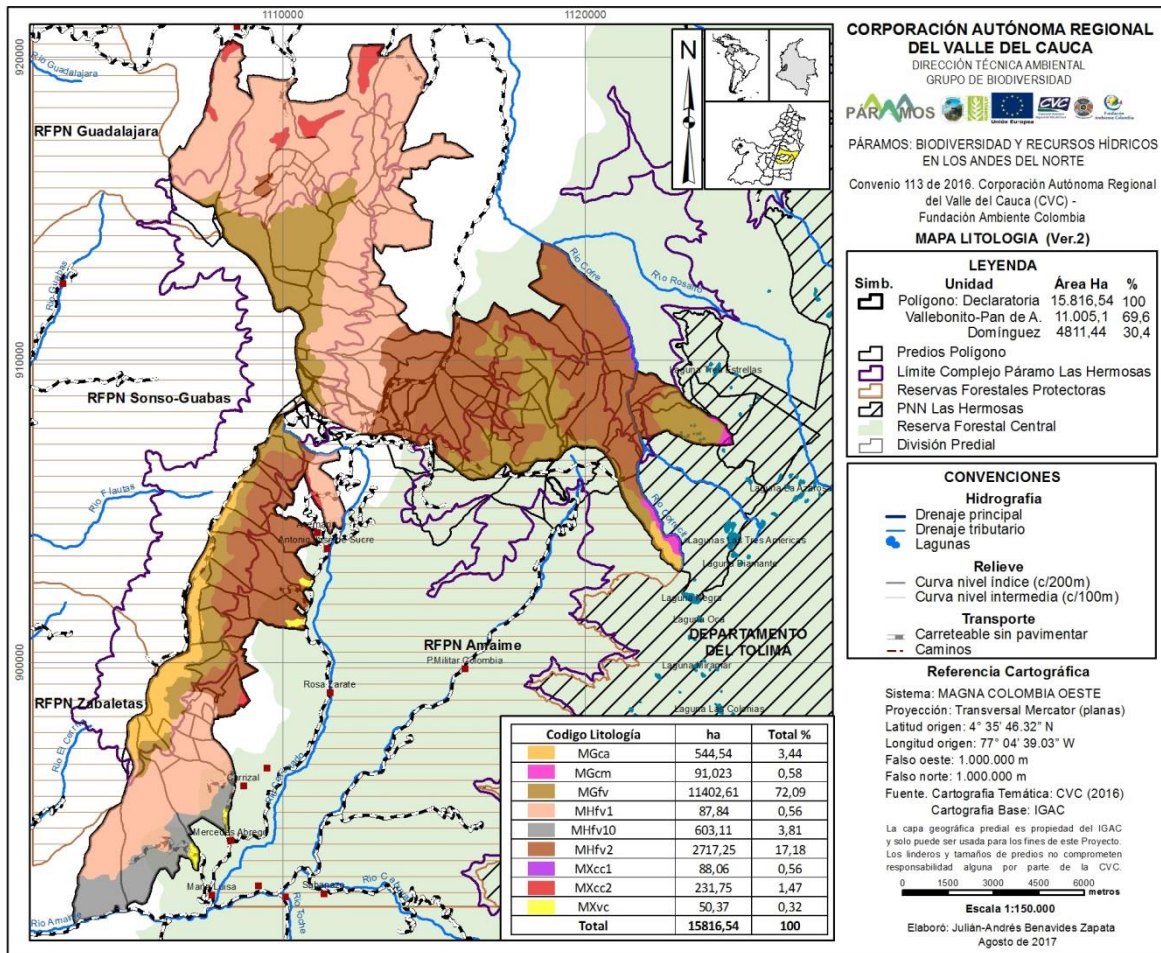 1110000
1120000
920000
910000
900000
Río Guadalajara
RFPN Guadalajara
Río Guabas
RFPN Sonso-Guabas
RFPN Zabaletas
Río Amaime
María Luisa
Mercedes Abrego
Carrizal
Rosa Zarate
Antonio José de Sucre
RFPN Amaime
P.Militar Colombia
Río Toche
Río Cofre
Río Rosario
Laguna Tres Estrellas
Lagunas Las Tres Americas
Laguna Diamante
Laguna Negra
Laguna Oca
DEPARTAMENTO
DEL TOLIMA
Laguna Miramar
Laguna Las Colonias
N
Codigo Litología ha Total %
MGca 544,54 3,44
MGcm 91,023 0,58
MGfv 11402,61 72,09
MHfv1 87,84 0,56
MHfv10 603,11 3,81
MHfv2 2717,25 17,18
MXcc1 88,06 0,56
MXcc2 231,75 1,47
MXvc 50,37 0,32
Total 15816,54 100
CORPORACIÓN AUTÓNOMA REGIONAL
DEL VALLE DEL CAUCA
DIRECCIÓN TÉCNICA AMBIENTAL
GRUPO DE BIODIVERSIDAD
PÁRAMOS
Unión Europea
CVC
PÁRAMOS: BIODIVERSIDAD Y RECURSOS HÍDRICOS
EN LOS ANDES DEL NORTE
Convenio 113 de 2016. Corporación Autónoma Regional
del Valle del Cauca (CVC) -
Fundación Ambiente Colombia
MAPA LITOLOGIA (Ver.2)
LEYENDA
Simb. Unidad Área Ha %
Polígono: Declaratoria 15.816,54 100
Vallebonito-Pan de A. 11.005,1 69,6
Domínguez 4811,44 30,4
Predios Polígono
Límite Complejo Páramo Las Hermosas
Reservas Forestales Protectoras
PNN Las Hermosas
Reserva Forestal Central
División Predial
CONVENCIONES
Hidrografía
Drenaje principal
Drenaje tributario
Lagunas
Relieve
Curva nivel índice (c/200m)
Curva nivel intermedia (c/100m)
Transporte
Carreteable sin pavimentar
Caminos
Referencia Cartográfica
Sistema: MAGNA COLOMBIA OESTE
Proyección: Transversal Mercator (planas)
Latitud origen: 4° 35' 46.32" N
Longitud origen: 77° 04' 39.03" W
Falso oeste: 1.000.000 m
Falso norte: 1.000.000 m
Fuente. Cartografia Temática: CVC (2016)
Cartografia Base: IGAC
La capa geográfica predial es propiedad del IGAC
y solo puede ser usada para los fines de este Proyecto.
Los linderos y tamaños de predios no comprometen
responsabilidad alguna por parte de la CVC.
0 1500 3000 4500 6000
metros
Escala 1:150.000
Elaboró: Julián-Andrés Benavides Zapata
Agosto de 2017